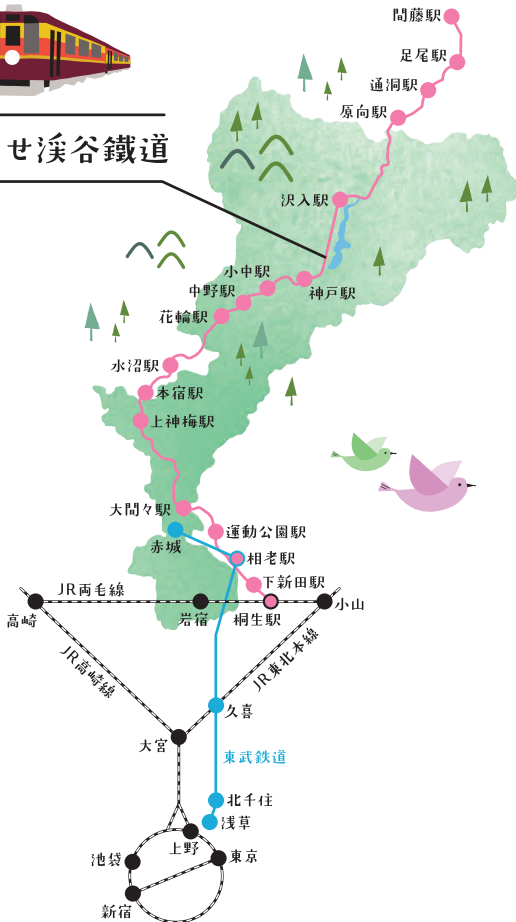 間藤駅
足尾駅
通洞駅
原向駅
せ渓谷鐵道
沢入駅
小中駅
神戸駅
中野駅
花輪駅
水沼駅
本宿駅
上神梅駅
大間々駅
運動公園駅
赤城
相老駅
下新田駅
JR両毛線
高崎
岩宿
桐生駅
小山
JR高崎線
JR東北本線
久喜
大宮
東武鉄道
北千住
浅草
上野
池袋
東京
新宿